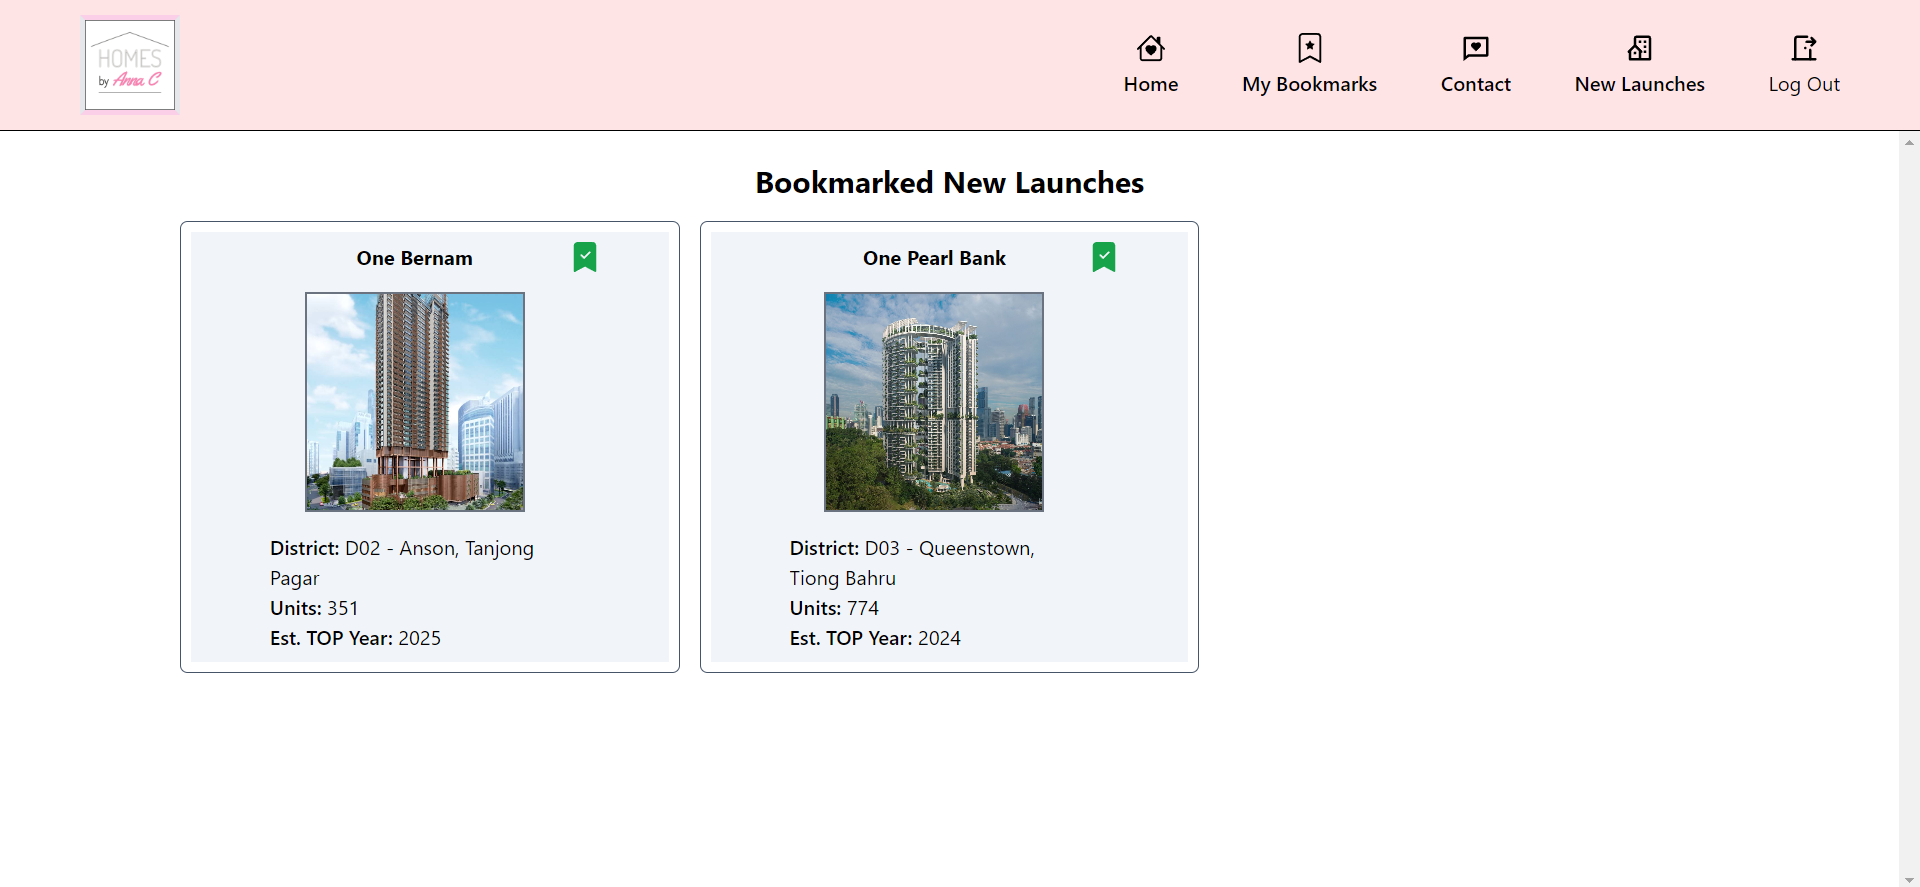 HOMES
by Anna C
Home
My Bookmarks
Contact
New Launches
Log Out
Bookmarked New Launches
One Bernam
District: D02 - Anson, Tanjong
Pagar
Units: 351
Est. TOP Year: 2025
One Pearl Bank
District: D03 - Queenstown,
Tiong Bahru
Units: 774
Est. TOP Year: 2024